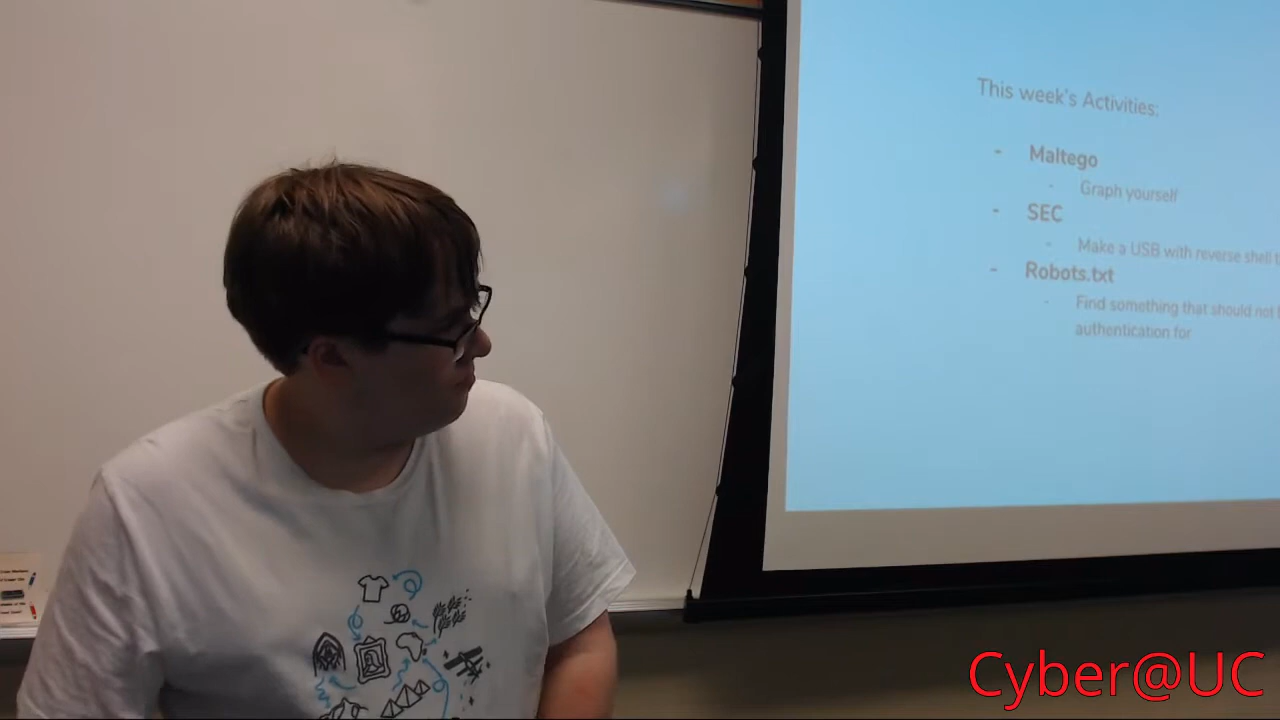 This week's Activities:
- Maltego
- Graph yourself
- SEC
- Make a USB with reverse shell
- Robots.txt
- Find something that should not
authentication for
Cyber@UC